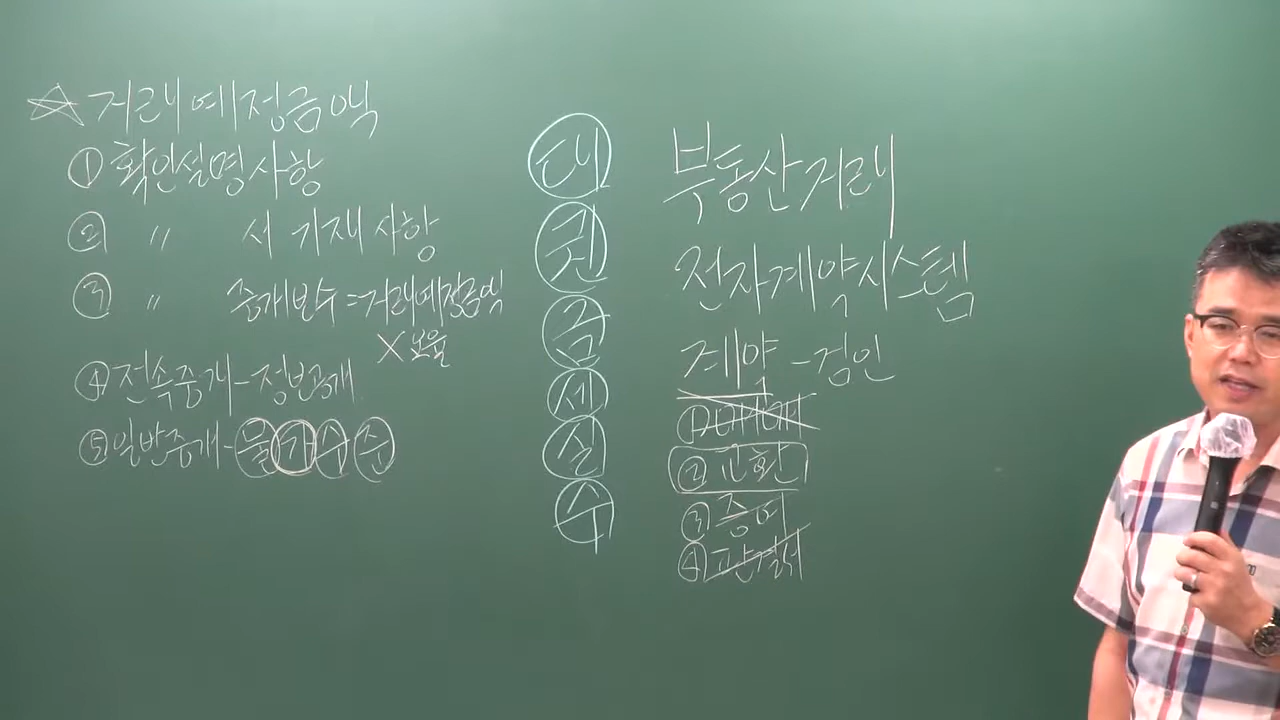 ☆ 거래예정금액
① 확인설명사항
② 〃 서 기재사항
③ 〃 중개보수 = 거래예정금액
X 요율
④ 전속중개 - 정보공개
⑤ 일반중개 - 물 가 수 준
대
권
금
세
실
수
부동산거래
전자계약시스템
계약 - 검인
① 매매
② 교환
③ 증여
④ 판결서